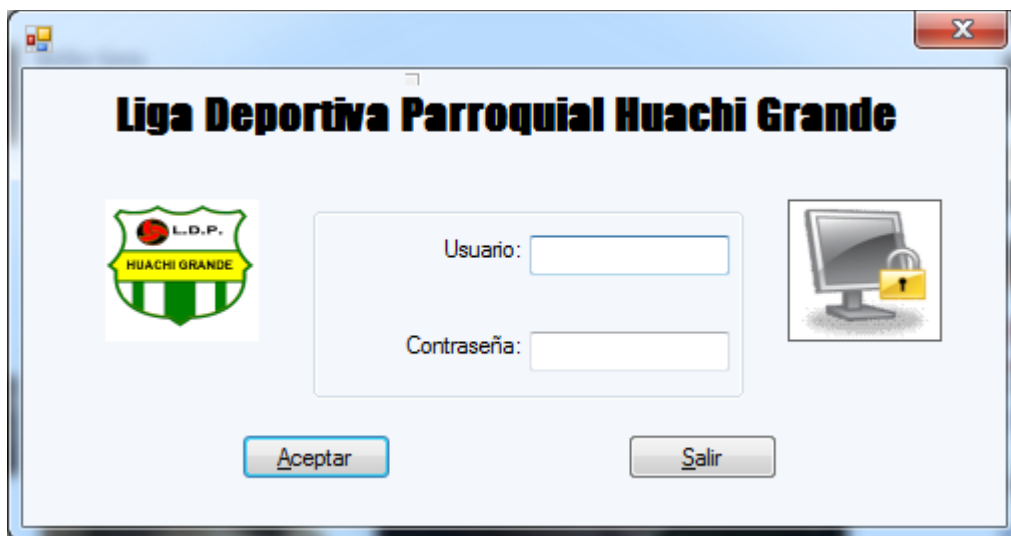 Liga Deportiva Parroquial Huachi Grande
L.D.P.
HUACHI GRANDE
Usuario:
Contraseña:
Aceptar
Salir